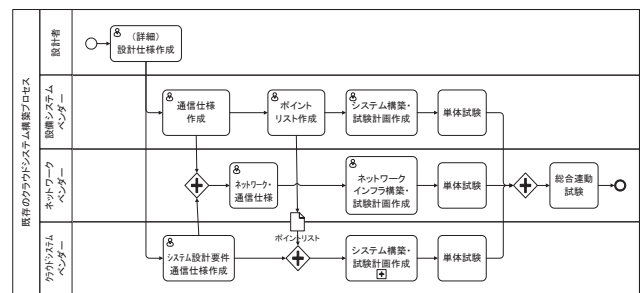 既存のクラウドシステム構築プロセス
設計者
(詳細)
設計仕様作成
設備システム
ベンダー
通信仕様
作成
ポイント
リスト作成
システム構築・
試験計画作成
単体試験
ネットワーク
ベンダー
ネットワーク・
通信仕様
ネットワーク
インフラ構築・
試験計画作成
単体試験
総合連動
試験
クラウドシステム
ベンダー
システム設計要件
通信仕様作成
ポイントリスト
システム構築・
試験計画作成
単体試験